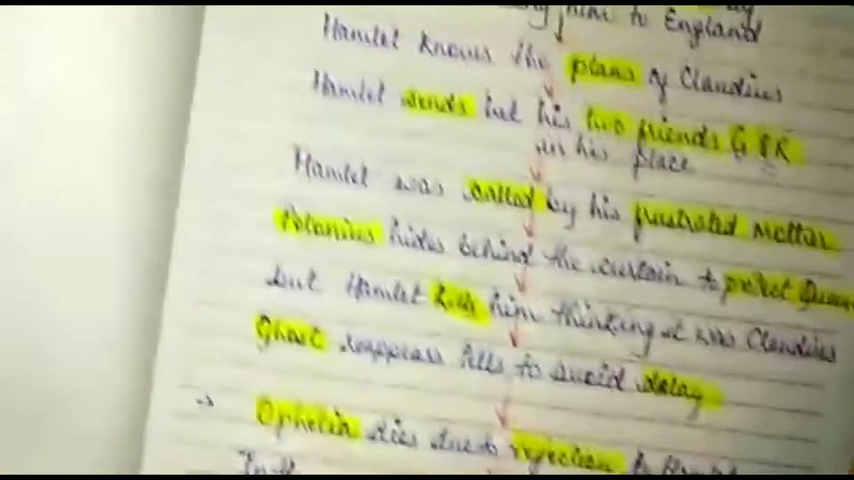 him to England
Hamlet knows the plans of Claudius
Hamlet sends but his two friends G & R
in his place
Hamlet was called by his frustrated mother
Polonius hides behind the curtain to protect Queen
but Hamlet kills him thinking it was Claudius
Ghost reappears tells to avoid delay
→ Ophelia dies due to rejection